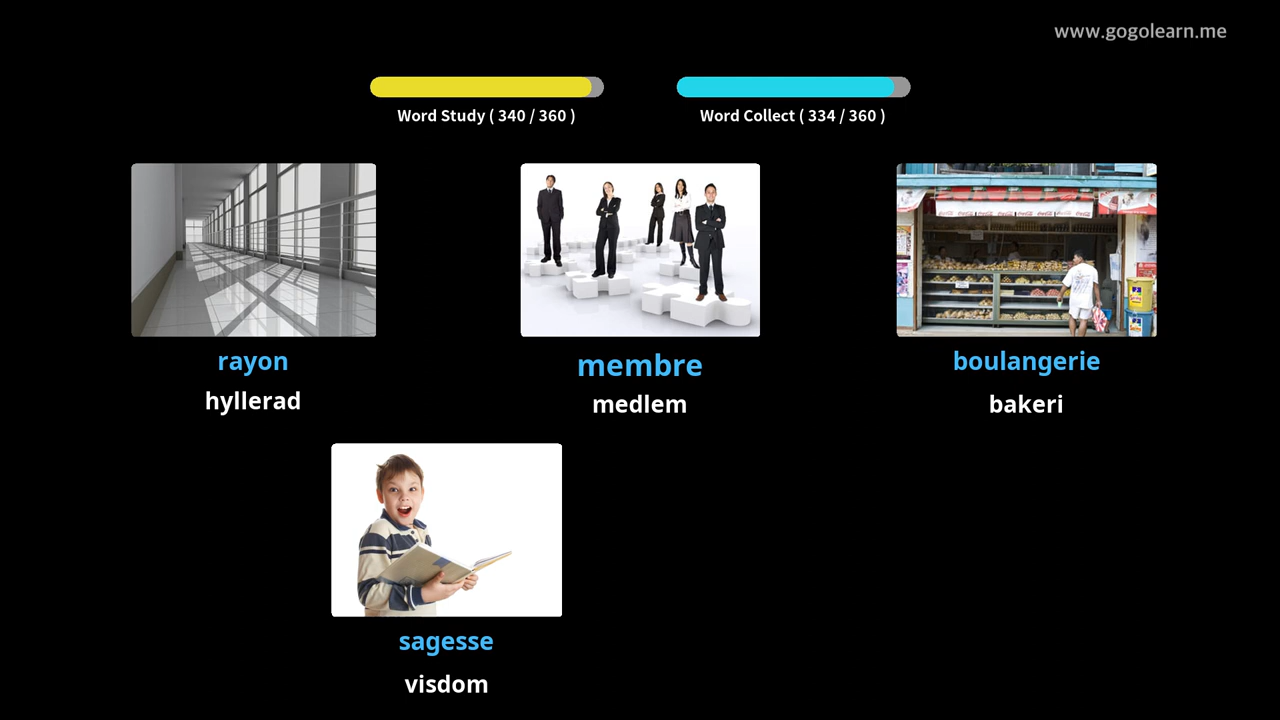 www.gogolearn.me
Word Study ( 340 / 360 )
Word Collect ( 334 / 360 )
rayon
hyllerad
membre
medlem
boulangerie
bakeri
sagesse
visdom